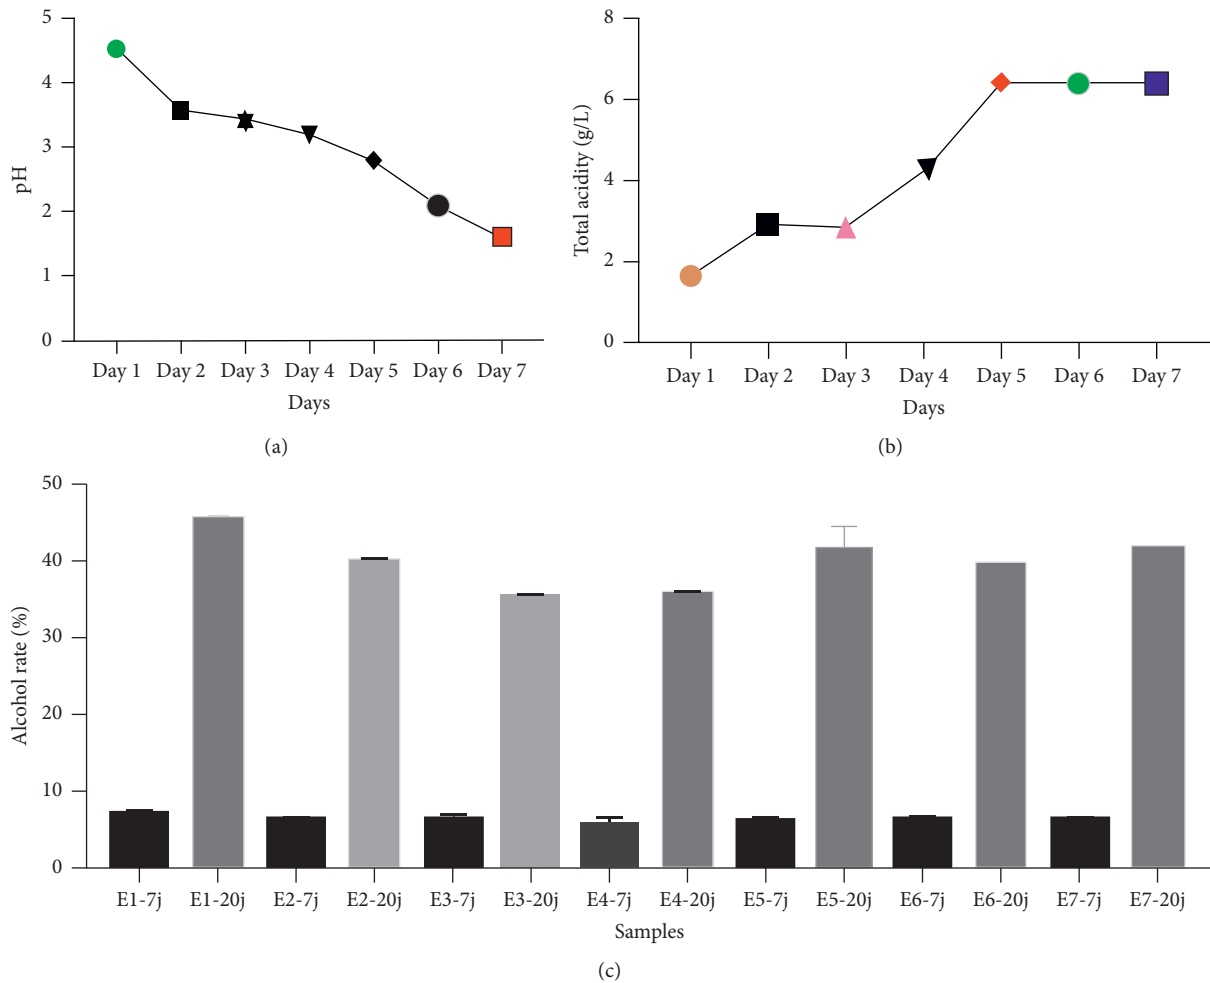 5
4
3
2
1
0
pH
Day 1 Day 2 Day 3 Day 4 Day 5 Day 6 Day 7
Days
(a)
8
6
4
2
0
Total acidity (g/L)
Day 1 Day 2 Day 3 Day 4 Day 5 Day 6 Day 7
Days
(b)
50
40
30
20
10
0
Alcohol rate (%)
E1-7j E1-20j E2-7j E2-20j E3-7j E3-20j E4-7j E4-20j E5-7j E5-20j E6-7j E6-20j E7-7j E7-20j
Samples
(c)